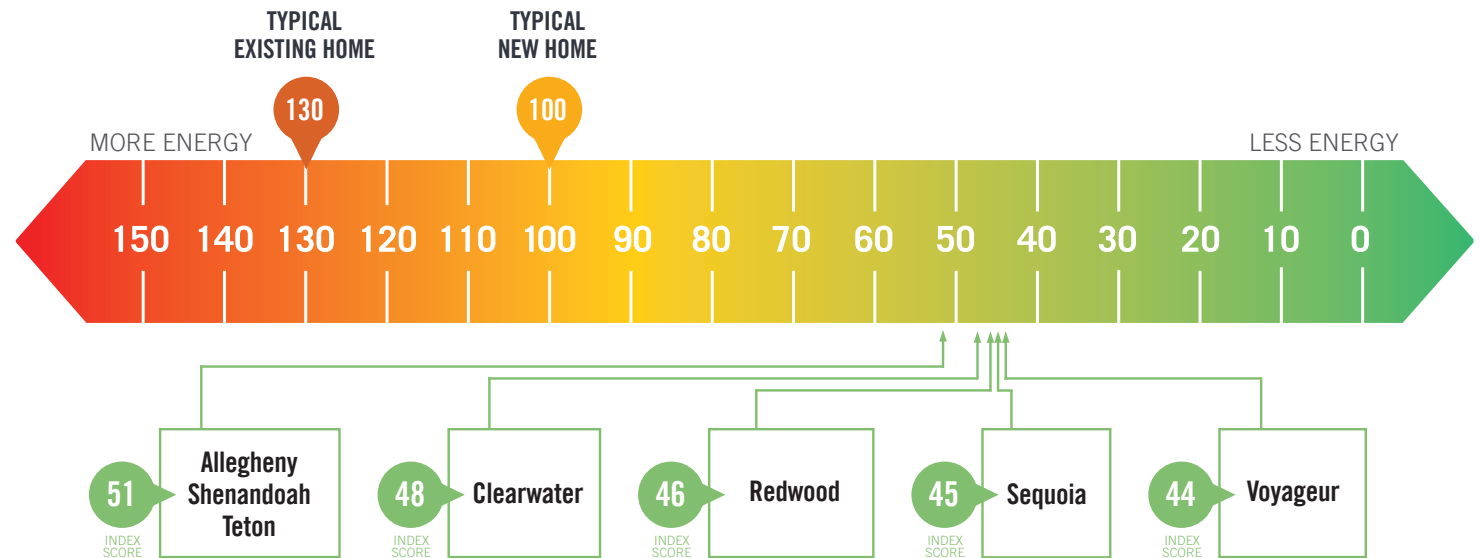 TYPICAL
EXISTING HOME
TYPICAL
NEW HOME
130
100
MORE ENERGY
LESS ENERGY
150 140 130 120 110 100 90 80 70 60 50 40 30 20 10 0
51
INDEX
SCORE
Allegheny
Shenandoah
Teton
48
INDEX
SCORE
Clearwater
46
INDEX
SCORE
Redwood
45
INDEX
SCORE
Sequoia
44
INDEX
SCORE
Voyageur